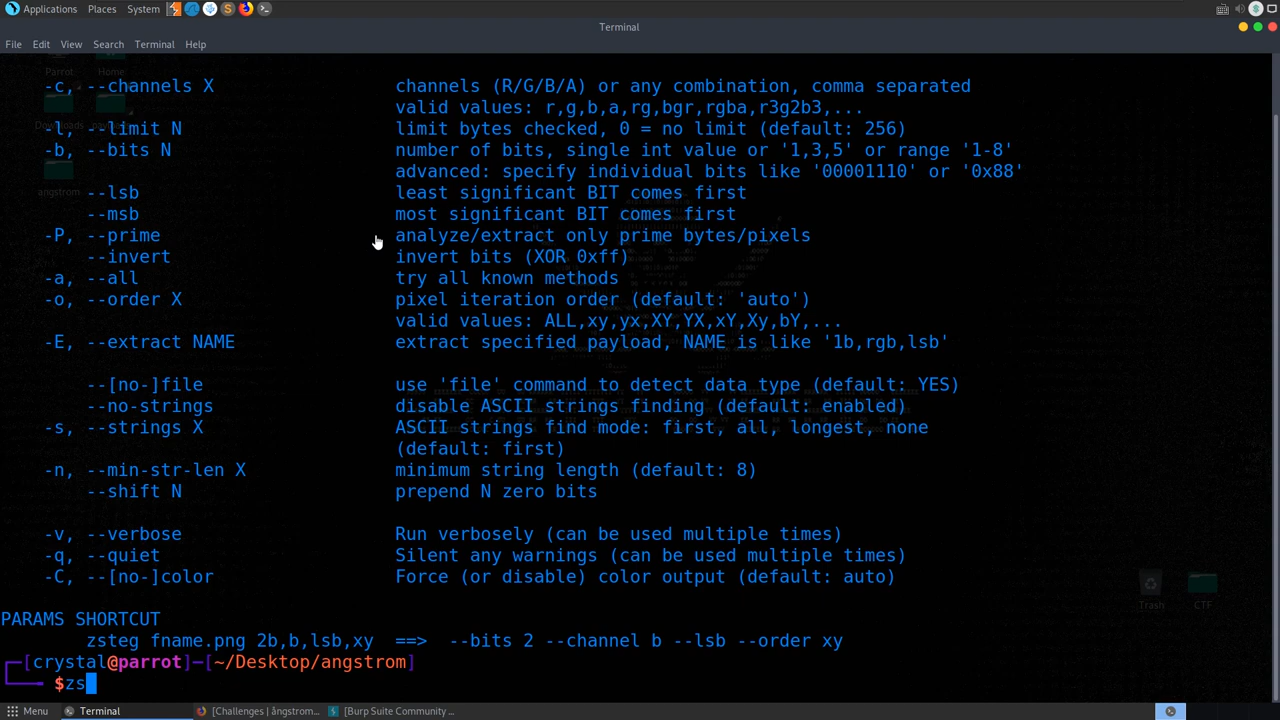 Applications Places System
Terminal
File Edit View Search Terminal Help
Parrot Home
-c, --channels X channels (R/G/B/A) or any combination, comma separated
valid values: r,g,b,a,rg,bgr,rgba,r3g2b3,...
-l, --limit N limit bytes checked, 0 = no limit (default: 256)
-b, --bits N number of bits, single int value or '1,3,5' or range '1-8'
advanced: specify individual bits like '00001110' or '0x88'
angstrom
--lsb least significant BIT comes first
--msb most significant BIT comes first
-P, --prime analyze/extract only prime bytes/pixels
--invert invert bits (XOR 0xff)
-a, --all try all known methods
-o, --order X pixel iteration order (default: 'auto')
valid values: ALL,xy,yx,XY,YX,xY,Xy,bY,...
-E, --extract NAME extract specified payload, NAME is like '1b,rgb,lsb'
--[no-]file use 'file' command to detect data type (default: YES)
--no-strings disable ASCII strings finding (default: enabled)
-s, --strings X ASCII strings find mode: first, all, longest, none
(default: first)
-n, --min-str-len X minimum string length (default: 8)
--shift N prepend N zero bits
-v, --verbose Run verbosely (can be used multiple times)
-q, --quiet Silent any warnings (can be used multiple times)
-C, --[no-]color Force (or disable) color output (default: auto)
Trash CTF
PARAMS SHORTCUT
zsteg fname.png 2b,b,lsb,xy ==> --bits 2 --channel b --lsb --order xy
┌─[crystal@parrot]─[~/Desktop/angstrom]
└──╼ $zs
Menu Terminal [Challenges | ångstrom... [Burp Suite Community ...